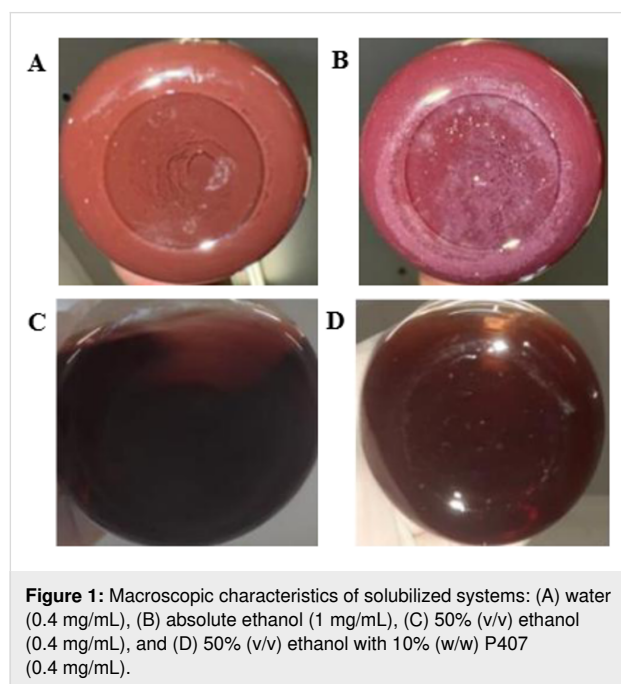 A
B
C
D
Figure 1: Macroscopic characteristics of solubilized systems: (A) water
(0.4 mg/mL), (B) absolute ethanol (1 mg/mL), (C) 50% (v/v) ethanol
(0.4 mg/mL), and (D) 50% (v/v) ethanol with 10% (w/w) P407
(0.4 mg/mL).